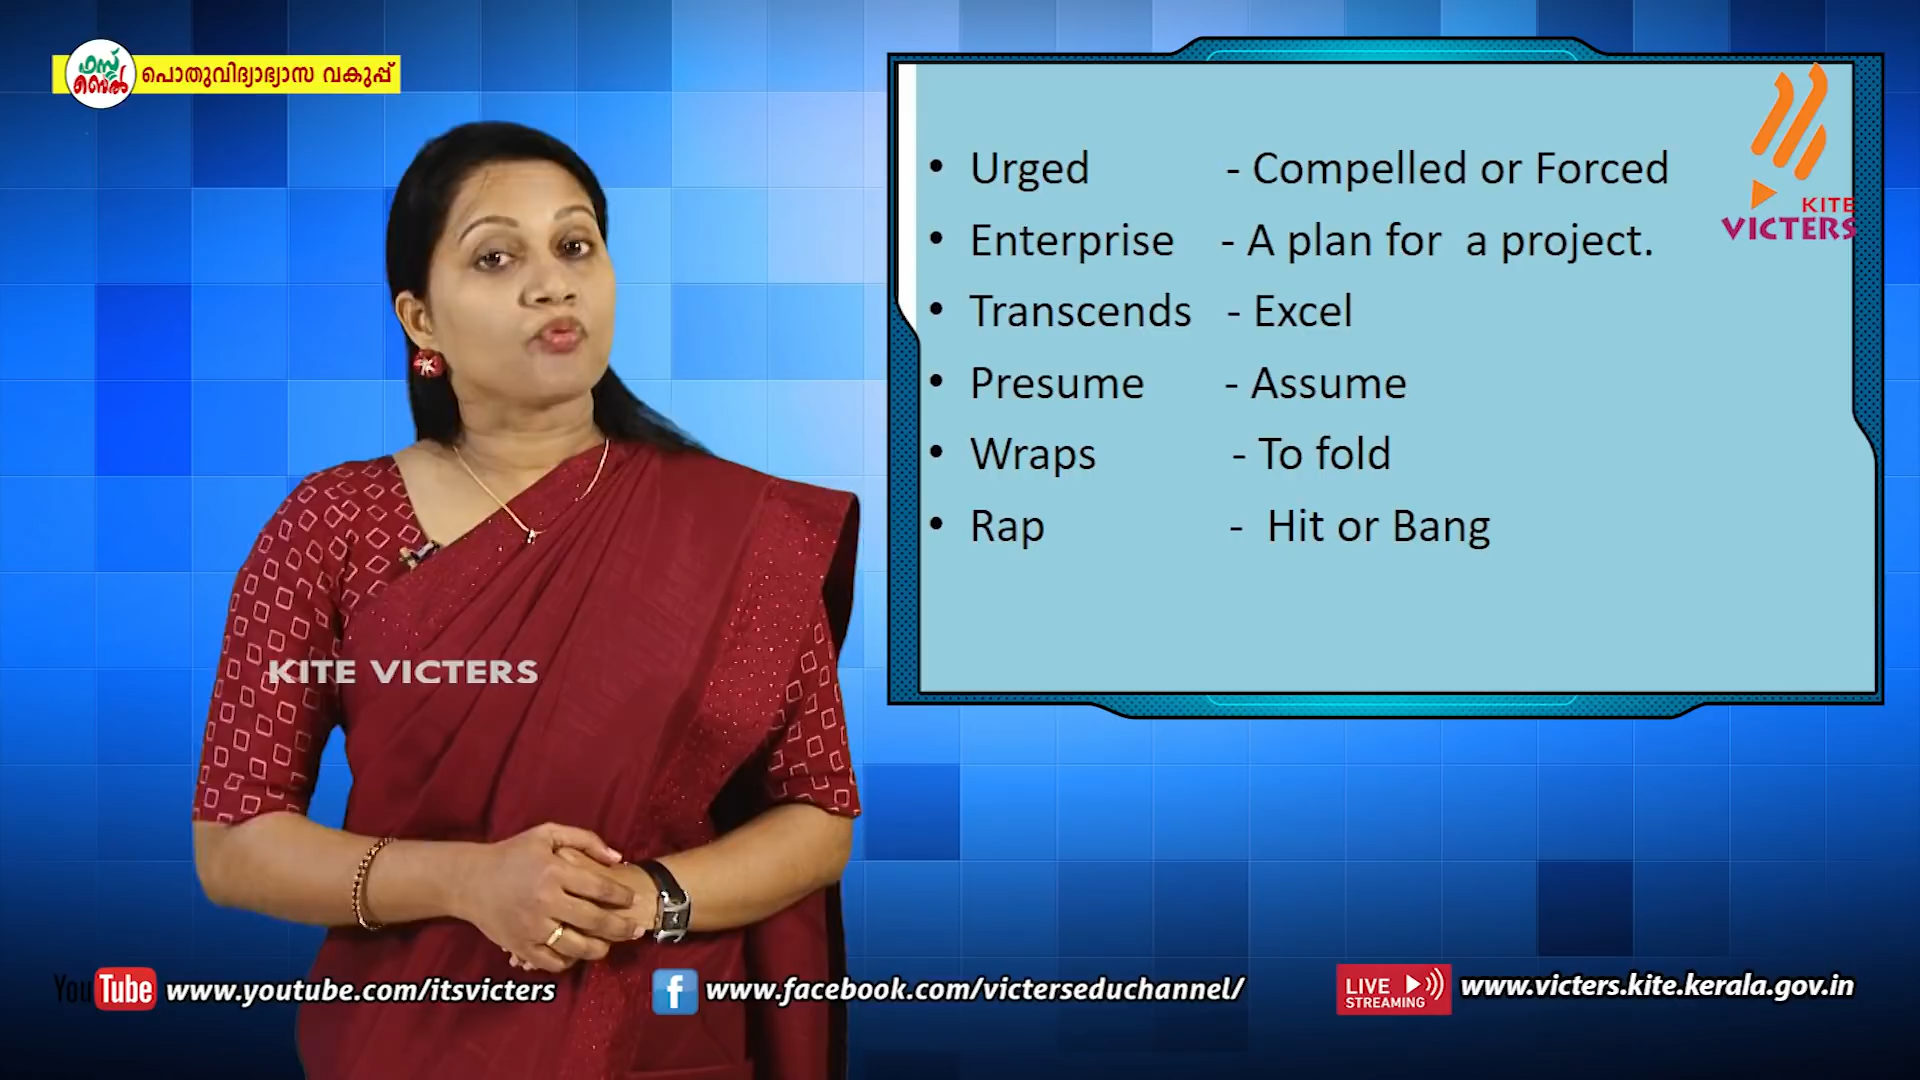 ഫസ്റ്റ്
ബെൽ
പൊതുവിദ്യാഭ്യാസ വകുപ്പ്
• Urged - Compelled or Forced
• Enterprise - A plan for a project.
• Transcends - Excel
• Presume - Assume
• Wraps - To fold
• Rap - Hit or Bang
KITE
VICTERS
KITE VICTERS
You Tube www.youtube.com/itsvicters
f www.facebook.com/victerseduchannel/
LIVE
STREAMING
www.victers.kite.kerala.gov.in